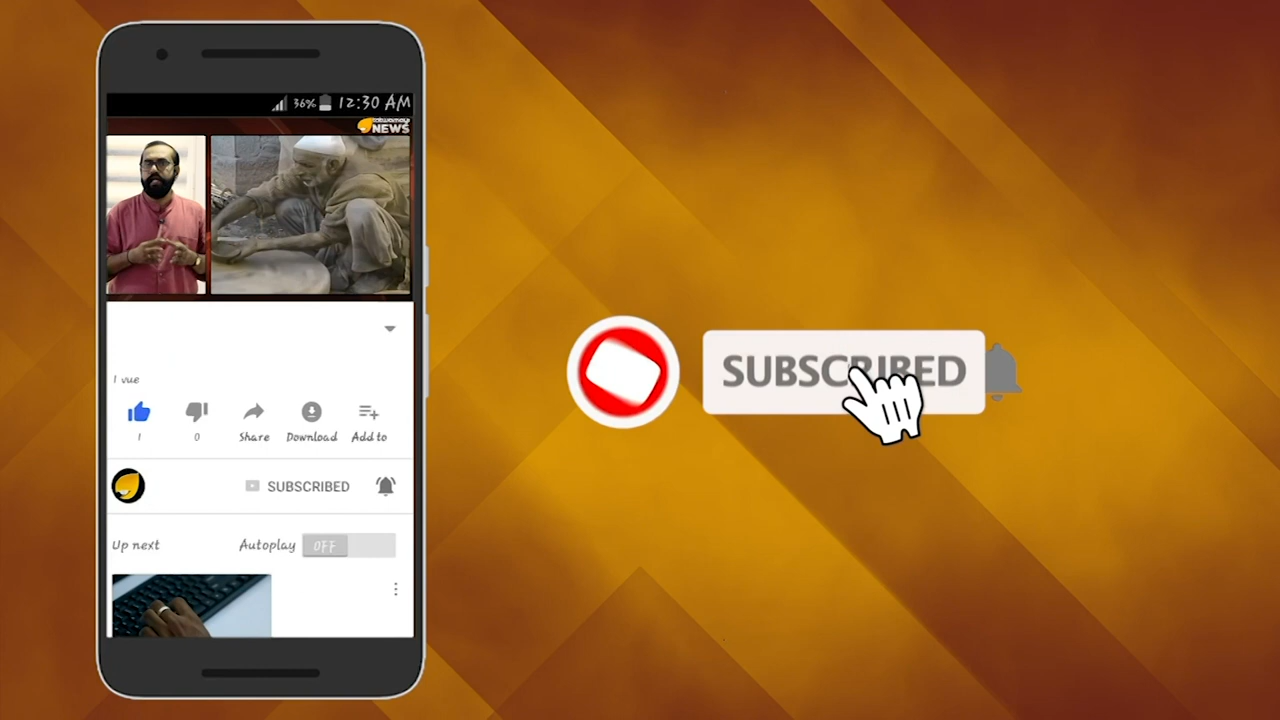 36% 12:30 AM
tatwamayi
NEWS
1 vue
1 0 Share Download Add to
SUBSCRIBED
Up next Autoplay OFF
SUBSCRIBED